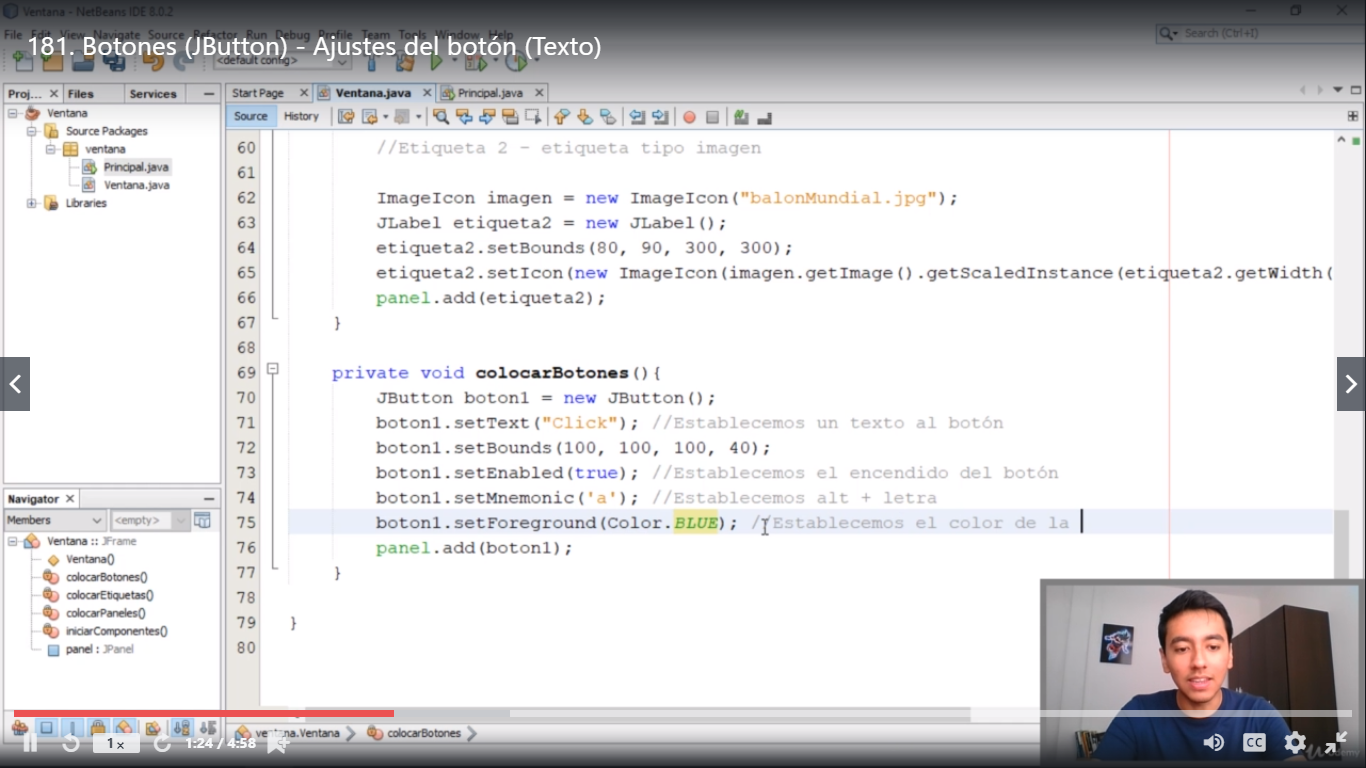 Ventana - NetBeans IDE 8.0.2
File Edit View Navigate Source Refactor Run Debug Profile Team Tools Window Help
Search (Ctrl+I)
181. Botones (JButton) - Ajustes del botón (Texto)
<default config>
Proj... Files Services
Start Page Ventana.java Principal.java
Source History
Ventana
Source Packages
ventana
Principal.java
Ventana.java
Libraries
60 //Etiqueta 2 - etiqueta tipo imagen
61
62 ImageIcon imagen = new ImageIcon("balonMundial.jpg");
63 JLabel etiqueta2 = new JLabel();
64 etiqueta2.setBounds(80, 90, 300, 300);
65 etiqueta2.setIcon(new ImageIcon(imagen.getImage().getScaledInstance(etiqueta2.getWidth(
66 panel.add(etiqueta2);
67 }
68
69 private void colocarBotones(){
70 JButton boton1 = new JButton();
71 boton1.setText("Click"); //Establecemos un texto al botón
72 boton1.setBounds(100, 100, 100, 40);
73 boton1.setEnabled(true); //Establecemos el encendido del botón
74 boton1.setMnemonic('a'); //Establecemos alt + letra
75 boton1.setForeground(Color.BLUE); //Establecemos el color de la
76 panel.add(boton1);
77 }
78
79 }
80
Navigator
Members <empty>
Ventana :: JFrame
Ventana()
colocarBotones()
colocarEtiquetas()
colocarPaneles()
iniciarComponentes()
panel : JPanel
ventana.Ventana colocarBotones
1x 1:24 / 4:58
CC